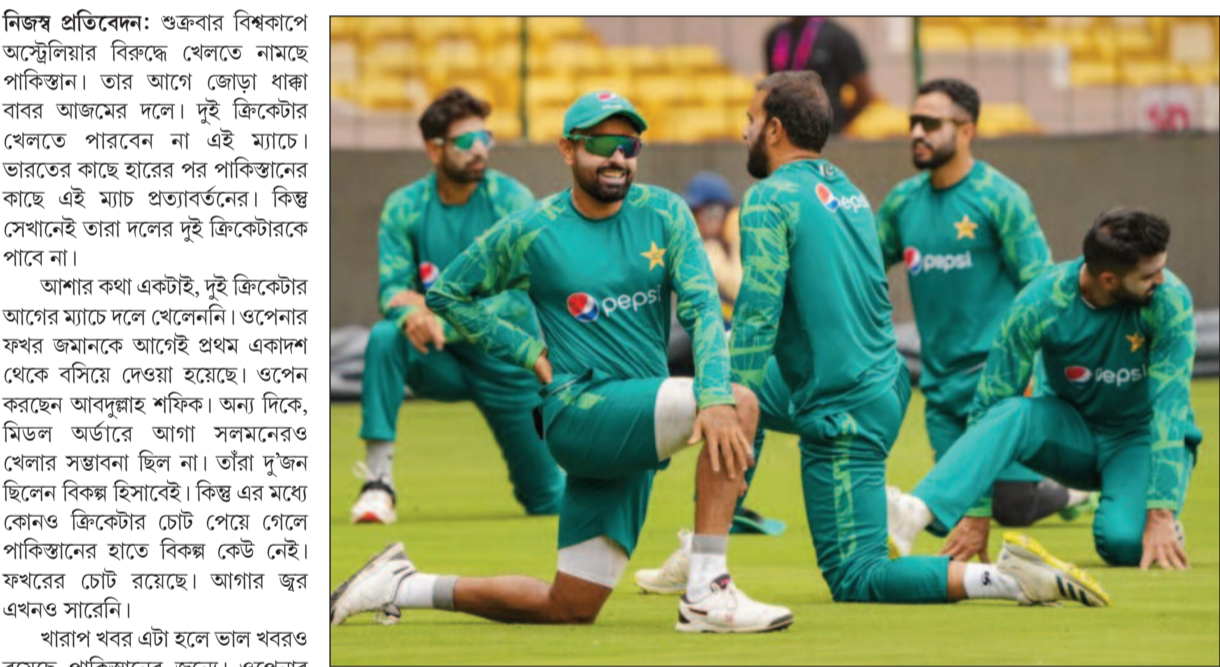 নিজস্ব প্রতিবেদন: শুক্রবার বিশ্বকাপে
অস্ট্রেলিয়ার বিরুদ্ধে খেলতে নামছে
পাকিস্তান। তার আগে জোড়া ধাক্কা
বাবর আজমের দলে। দুই ক্রিকেটার
খেলতে পারবেন না এই ম্যাচে।
ভারতের কাছে হারের পর পাকিস্তানের
কাছে এই ম্যাচ প্রত্যাবর্তনের। কিন্তু
সেখানেই তারা দলের দুই ক্রিকেটারকে
পাবে না।
আশার কথা একটাই, দুই ক্রিকেটার
আগের ম্যাচে দলে খেলেননি। ওপেনার
ফখর জমানকে আগেই প্রথম একাদশ
থেকে বসিয়ে দেওয়া হয়েছে। ওপেন
করছেন আবদুল্লাহ শফিক। অন্য দিকে,
মিডল অর্ডারে আগা সলমনেরও
খেলার সম্ভাবনা ছিল না। তাঁরা দু'জন
ছিলেন বিকল্প হিসাবেই। কিন্তু এর মধ্যে
কোনও ক্রিকেটার চোট পেয়ে গেলে
পাকিস্তানের হাতে বিকল্প কেউ নেই।
ফখরের চোট রয়েছে। আগার জ্বর
এখনও সারেনি।
খারাপ খবর এটা হলে ভাল খবরও
pepsi
pepsi
pepsi
pepsi